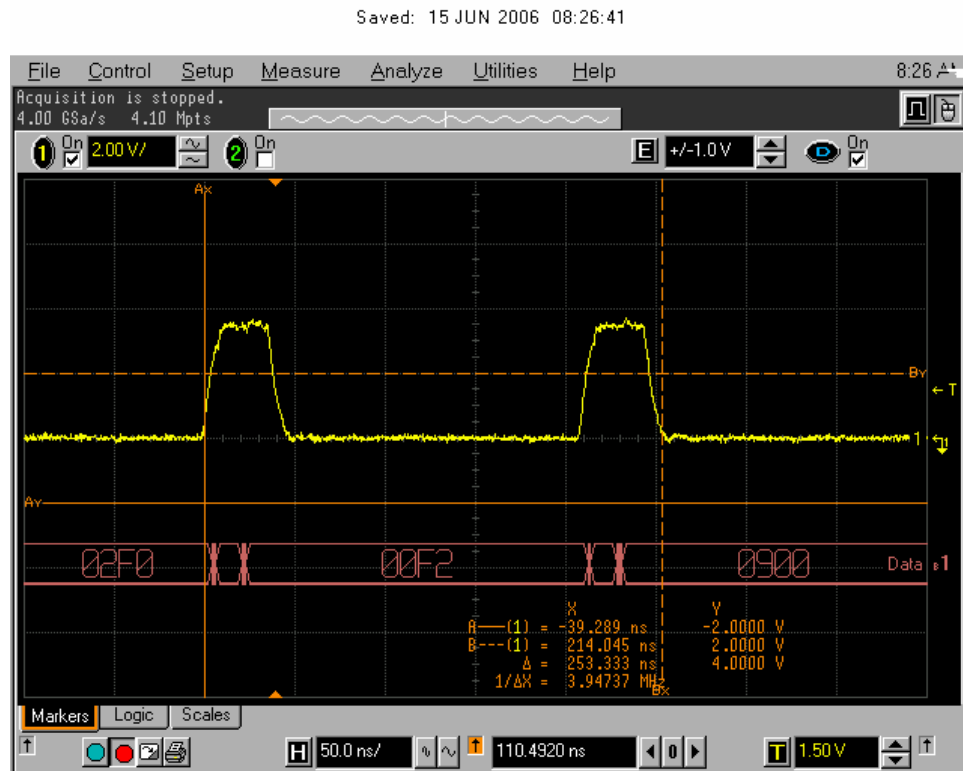 Saved: 15 JUN 2006 08:26:41
File Control Setup Measure Analyze Utilities Help 8:26 AM
Acquisition is stopped.
4.00 GSa/s 4.10 Mpts
1 On 2.00 V/ 2 On E +/-1.0 V D On
Ax
By
T
1
Ay
02F0 00F2 0900 Data B1
X Y
A——(1) = -39.289 ns -2.0000 V
B---(1) = 214.045 ns 2.0000 V
Δ = 253.333 ns 4.0000 V
1/ΔX = 3.94737 MHz
Bx
Markers Logic Scales
H 50.0 ns/ 110.4920 ns 0 T 1.50 V